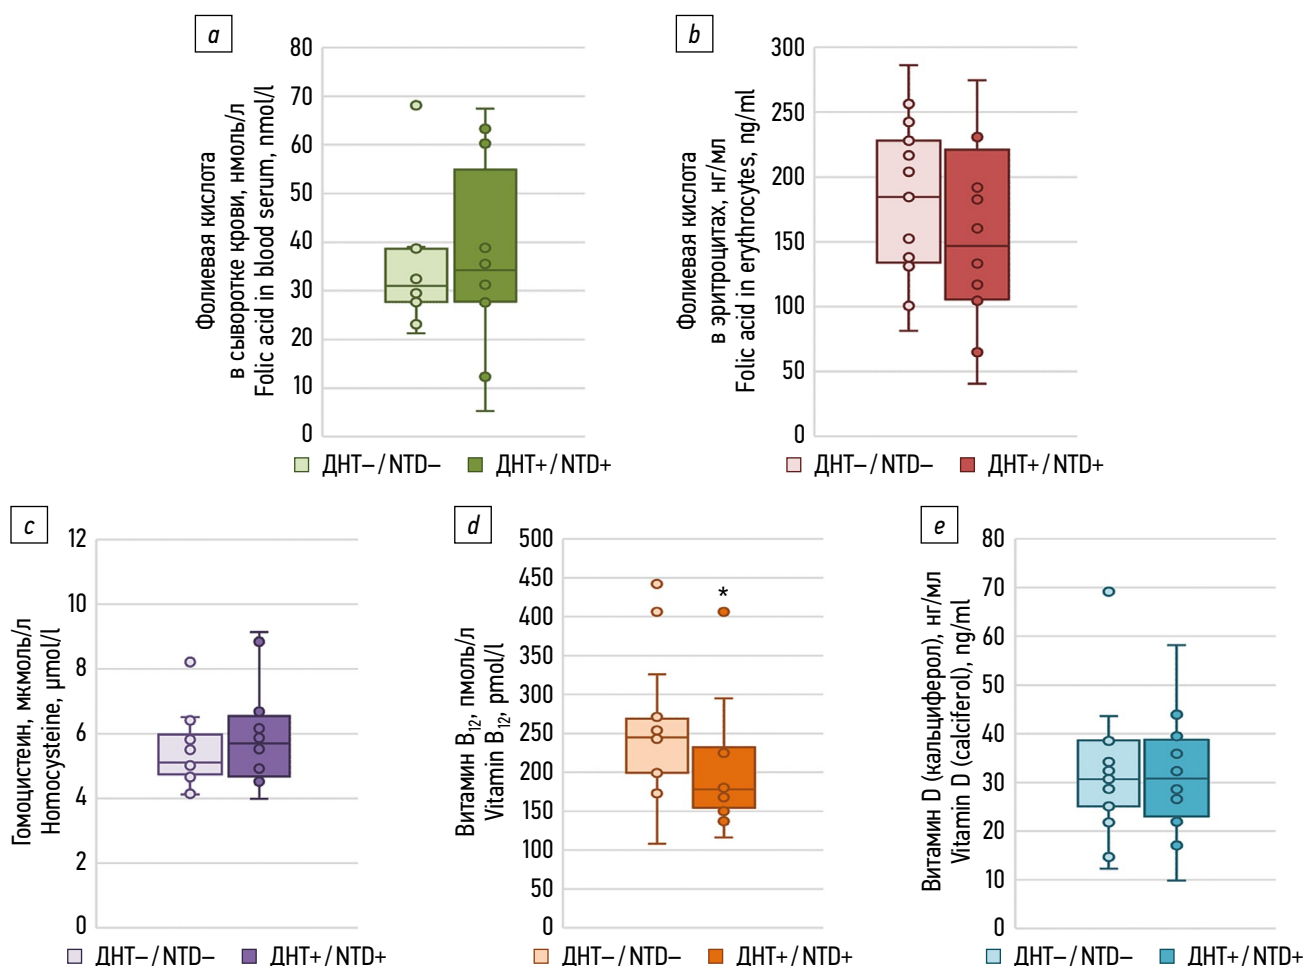 a
Фолиевая кислота
в сыворотке крови, нмоль/л
Folic acid in blood serum, nmol/l
80
70
60
50
40
30
20
10
0
ДНТ–/NTD– ДНТ+/NTD+
b
Фолиевая кислота
в эритроцитах, нг/мл
Folic acid in erythrocytes, ng/ml
300
250
200
150
100
50
0
ДНТ–/NTD– ДНТ+/NTD+
c
Гомоцистеин, мкмоль/л
Homocysteine, µmol/l
12
10
8
6
4
2
0
ДНТ–/NTD– ДНТ+/NTD+
d
Витамин B12, пмоль/л
Vitamin B12, pmol/l
500
450
400
350
300
250
200
150
100
50
0
*
ДНТ–/NTD– ДНТ+/NTD+
e
Витамин D (кальциферол), нг/мл
Vitamin D (calciferol), ng/ml
80
70
60
50
40
30
20
10
0
ДНТ–/NTD– ДНТ+/NTD+